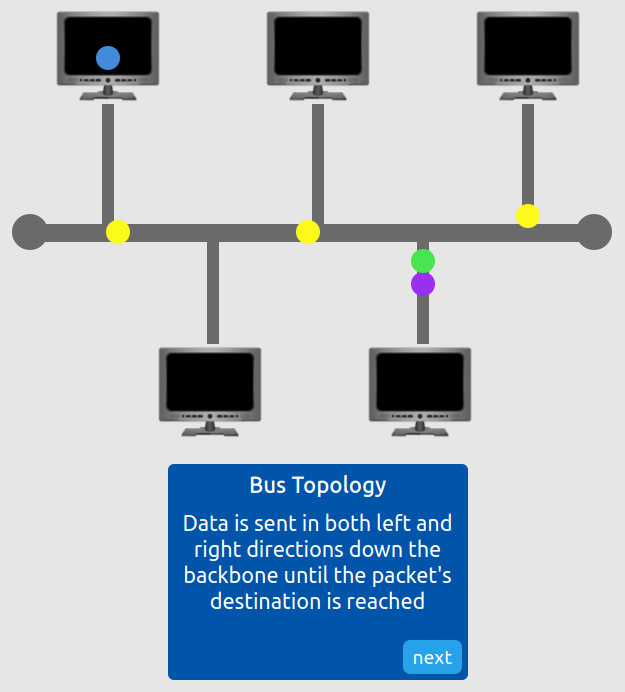 Bus Topology
Data is sent in both left and
right directions down the
backbone until the packet's
destination is reached
next